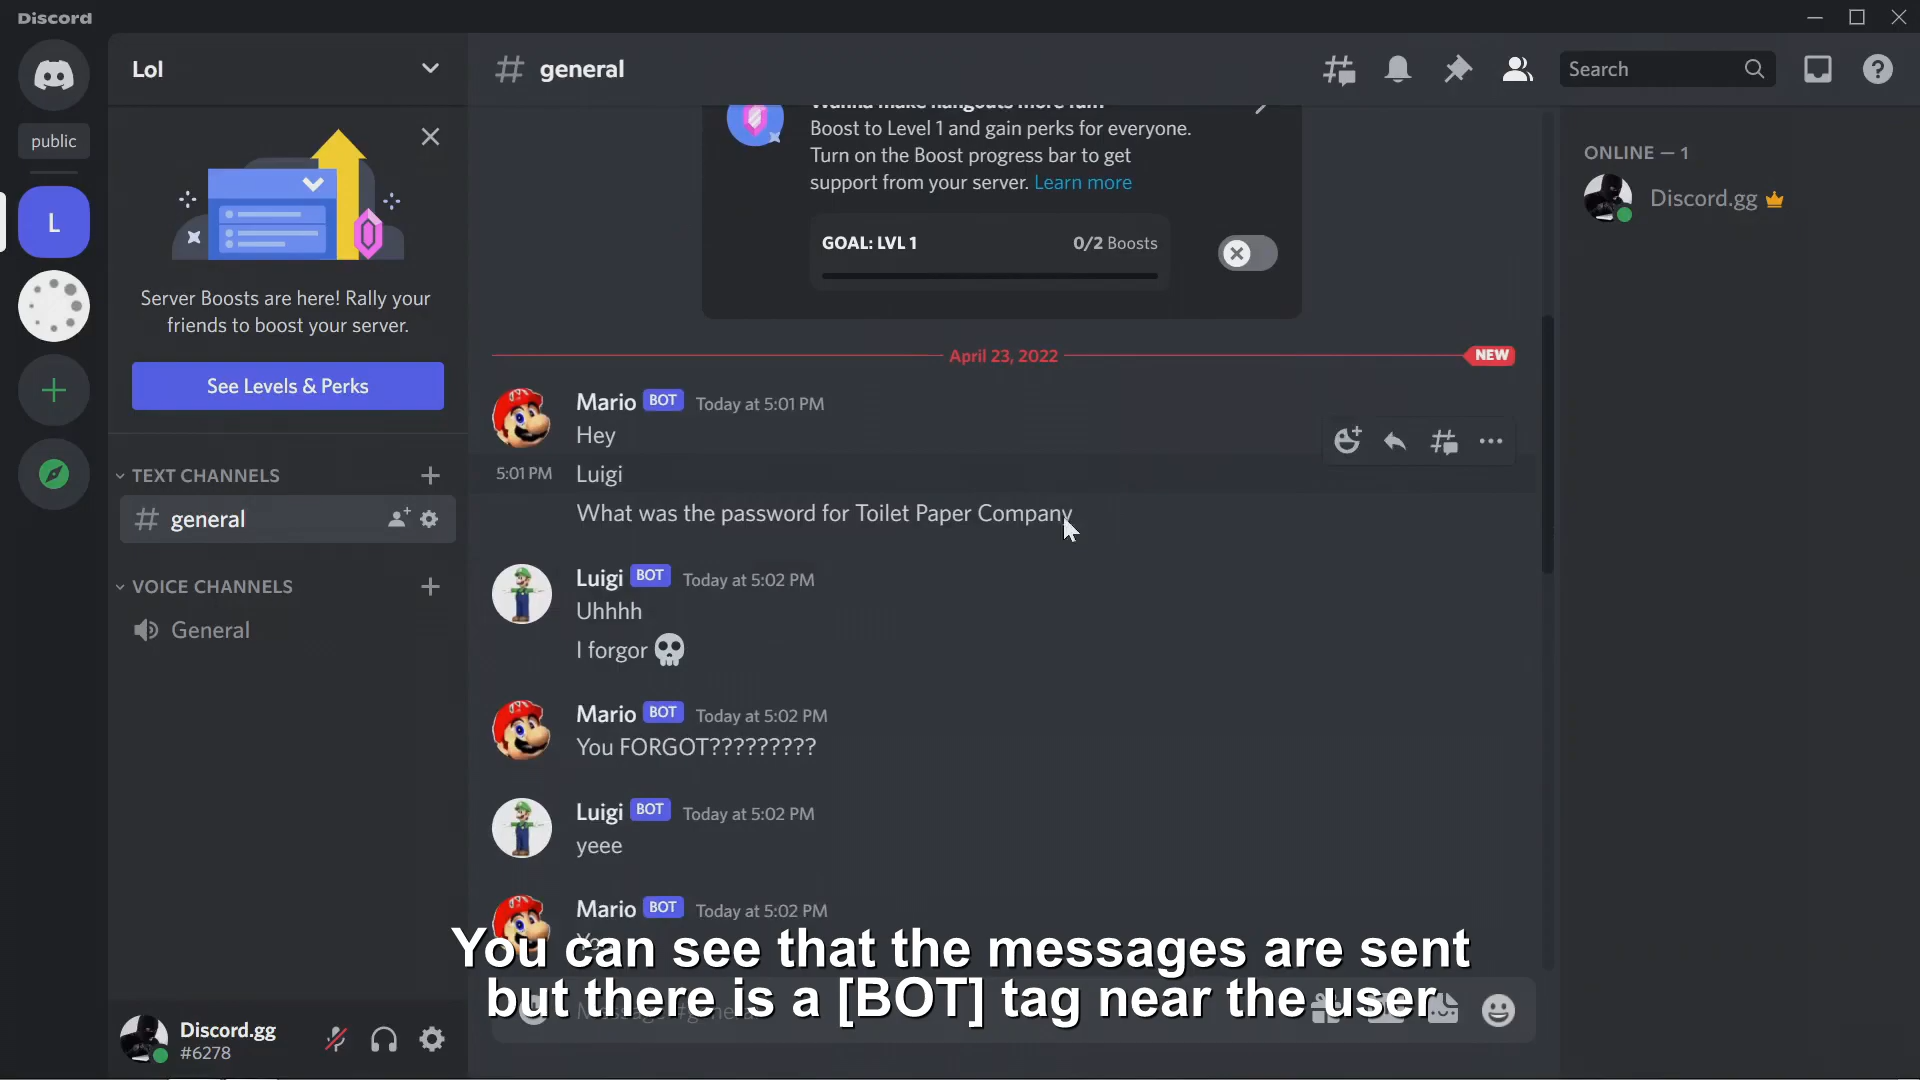 Discord
Lol
general
Search
public
Wanna make hangouts more fun?
Boost to Level 1 and gain perks for everyone.
Turn on the Boost progress bar to get
support from your server. Learn more
GOAL: LVL 1
0/2 Boosts
ONLINE — 1
Discord.gg
L
Server Boosts are here! Rally your
friends to boost your server.
See Levels & Perks
TEXT CHANNELS
general
VOICE CHANNELS
General
April 23, 2022
NEW
Mario BOT Today at 5:01 PM
Hey
5:01 PM Luigi
What was the password for Toilet Paper Company
Luigi BOT Today at 5:02 PM
Uhhhh
I forgor 💀
Mario BOT Today at 5:02 PM
You FORGOT?????????
Luigi BOT Today at 5:02 PM
yeee
Mario BOT Today at 5:02 PM
You can see that the messages are sent
but there is a [BOT] tag near the user
Message #general
Discord.gg
#6278